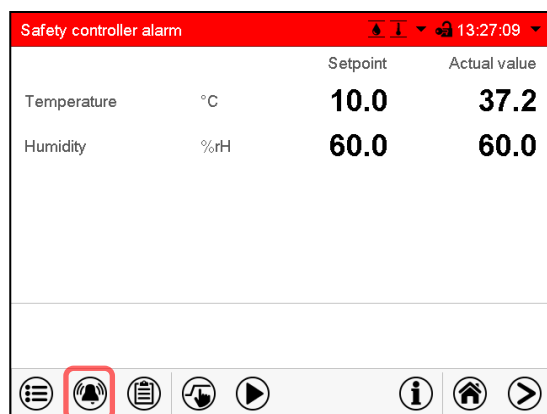 Safety controller alarm 13:27:09
Setpoint Actual value
Temperature °C 10.0 37.2
Humidity %rH 60.0 60.0